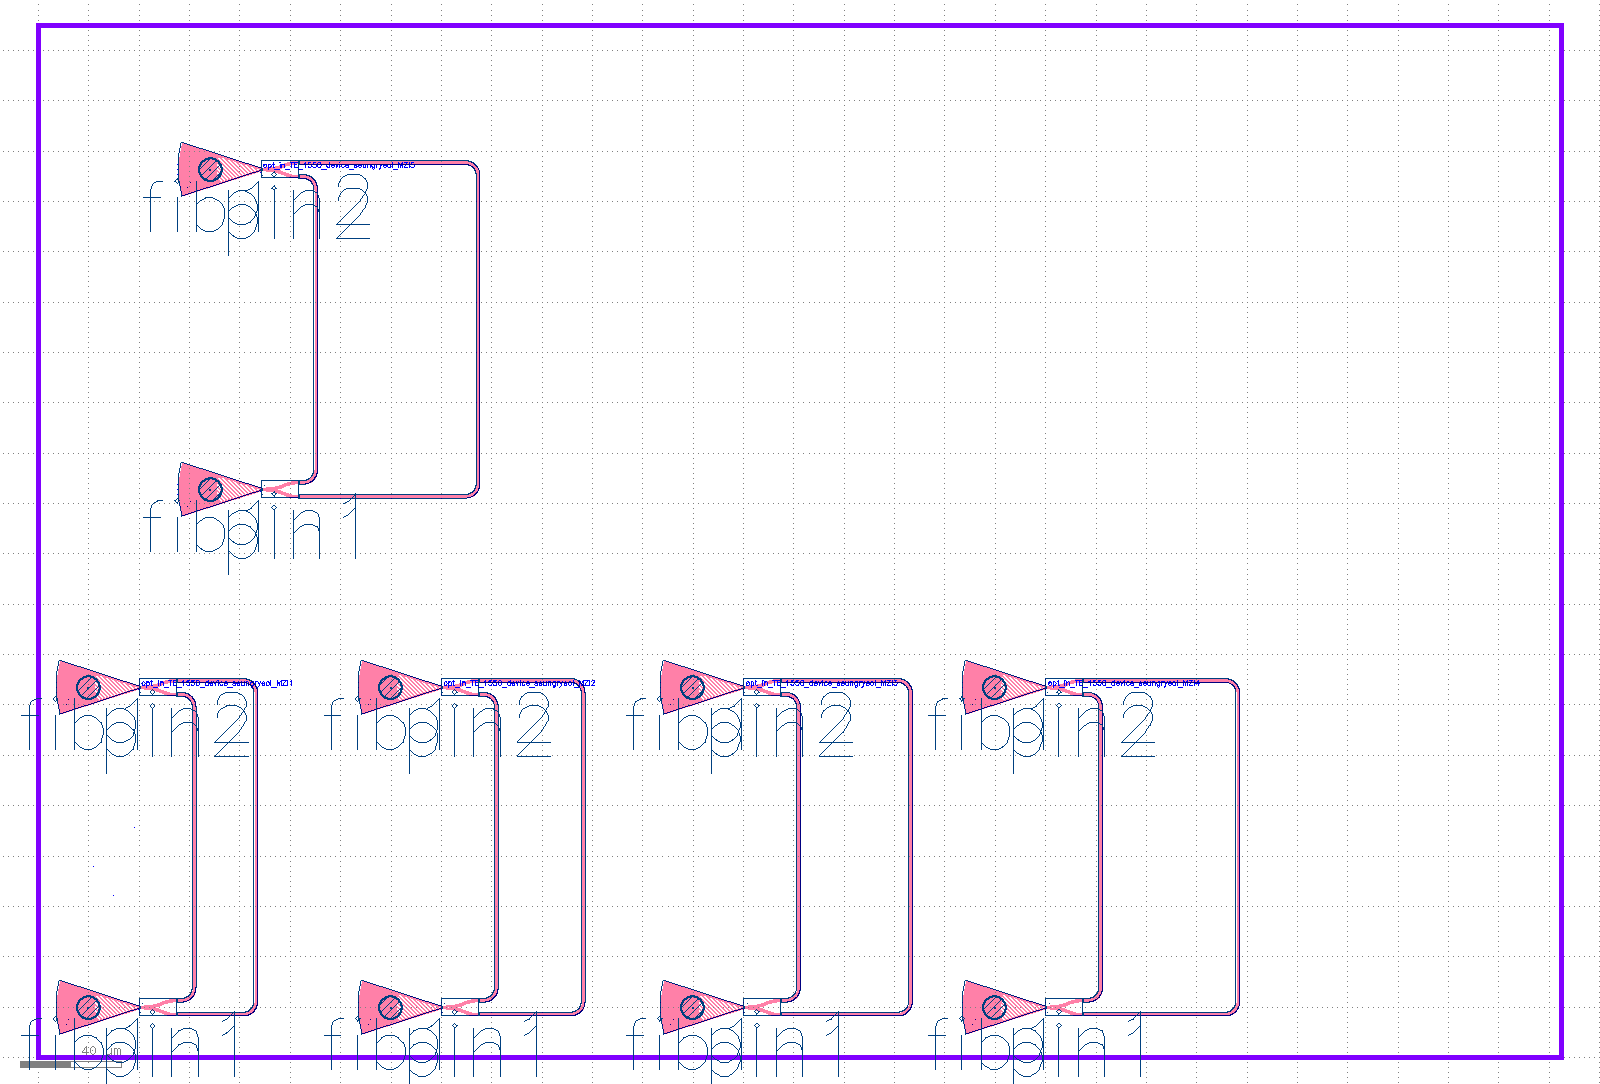 opt_in_TE_1550_device_seungryeol_MZI5
fibpin2
fibpin1
opt_in_TE_1550_device_seungryeol_MZI1
opt_in_TE_1550_device_seungryeol_MZI2
opt_in_TE_1550_device_seungryeol_MZI3
opt_in_TE_1550_device_seungryeol_MZI4
fibpin2
fibpin2
fibpin2
fibpin2
fibpin1
fibpin1
fibpin1
fibpin1
40 µm